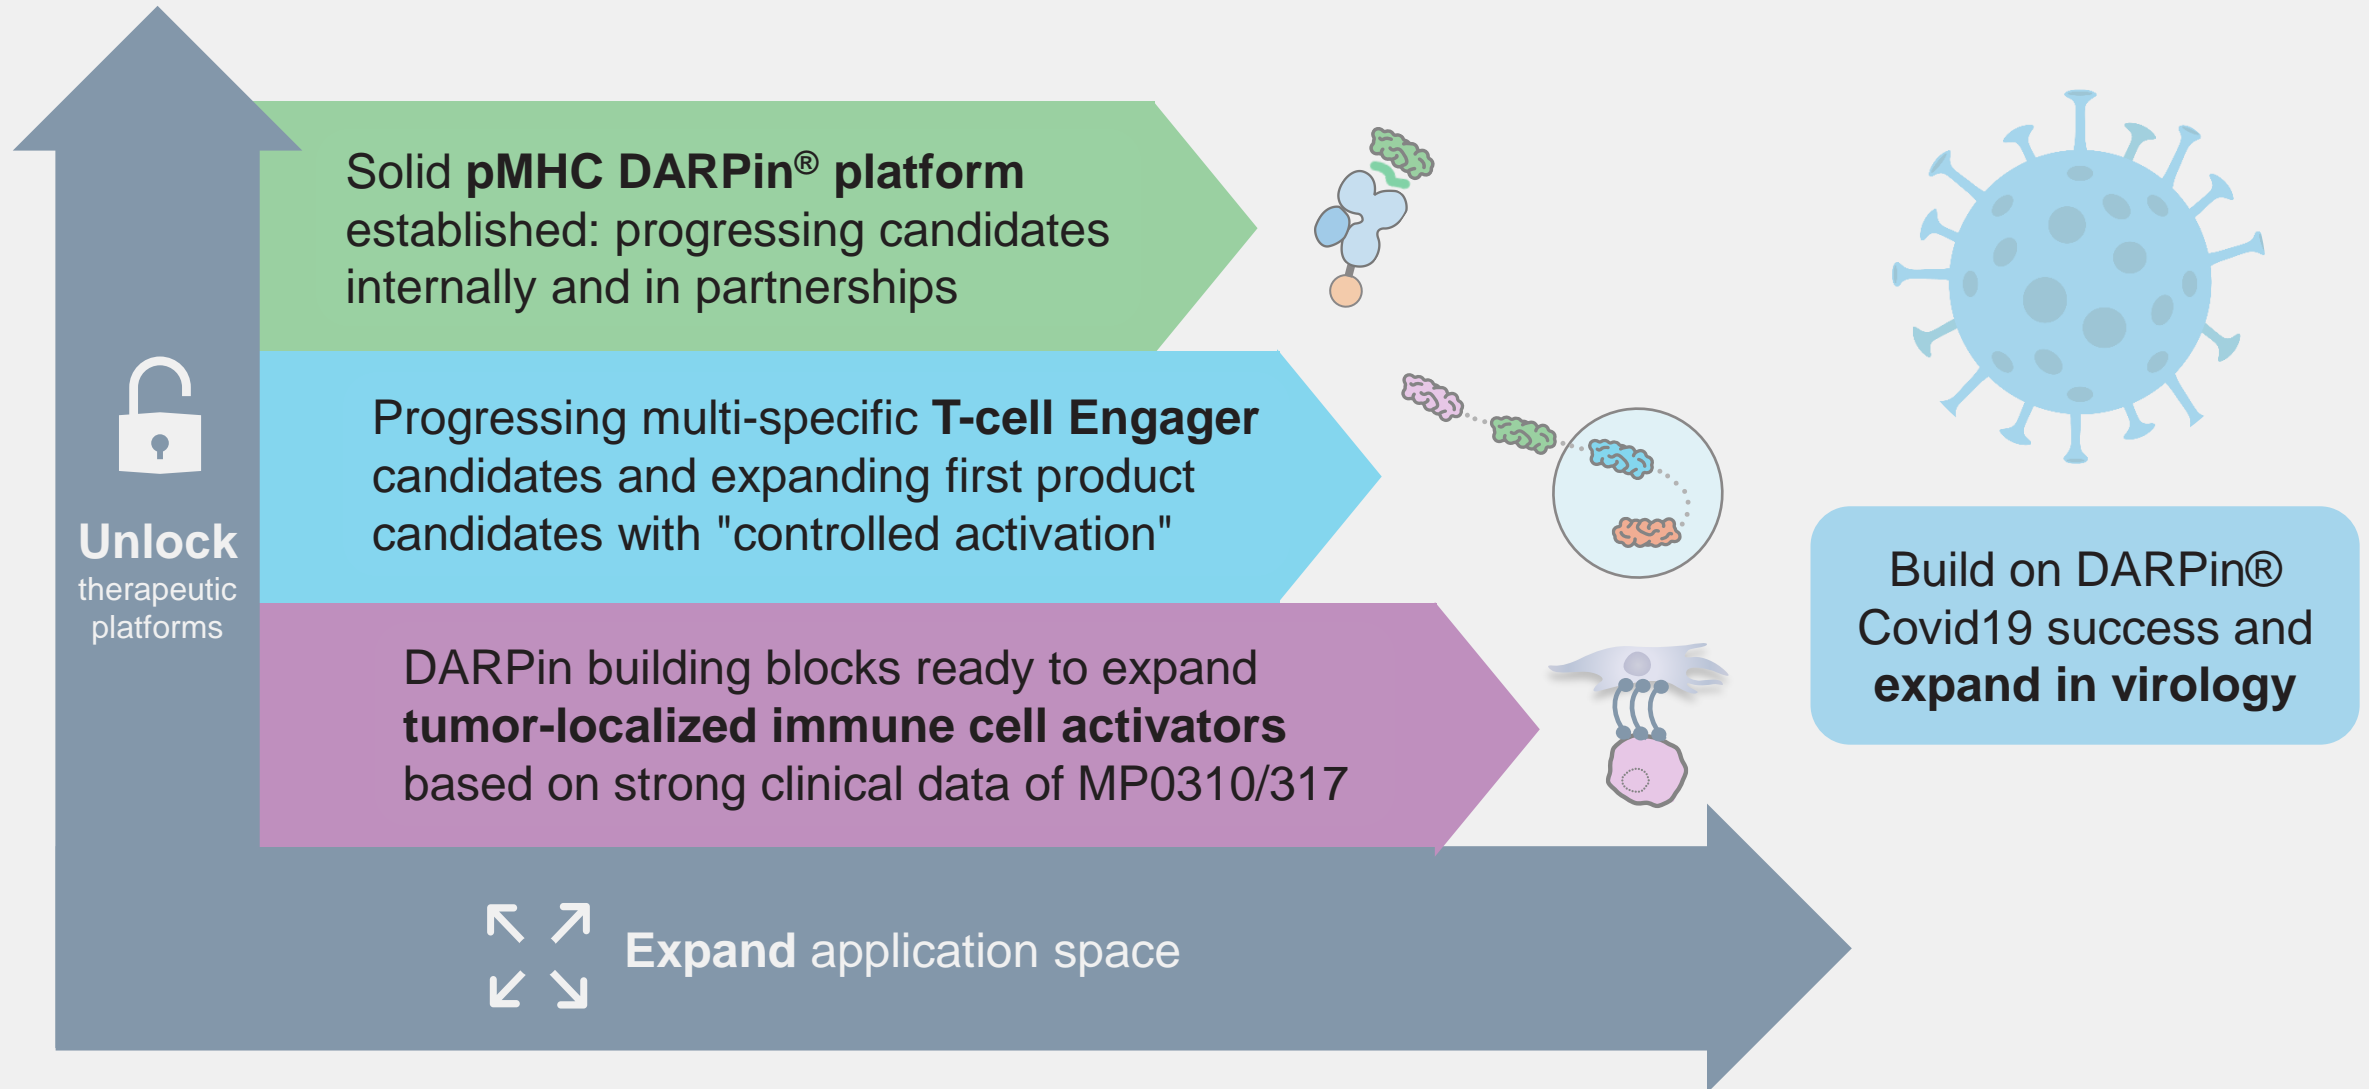 Solid pMHC DARPin® platform
established: progressing candidates
internally and in partnerships
Progressing multi-specific T-cell Engager
candidates and expanding first product
candidates with "controlled activation"
DARPin building blocks ready to expand
tumor-localized immune cell activators
based on strong clinical data of MP0310/317
Unlock
therapeutic
platforms
Expand application space
Build on DARPin®
Covid19 success and
expand in virology